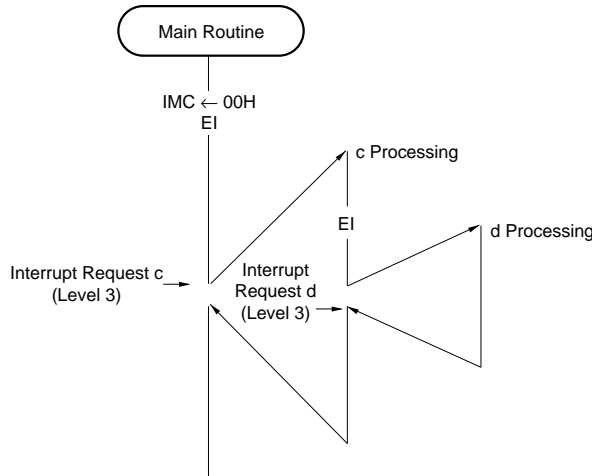 Main Routine
IMC ← 00H
EI
c Processing
EI
d Processing
Interrupt Request c
(Level 3)
Interrupt
Request d
(Level 3)